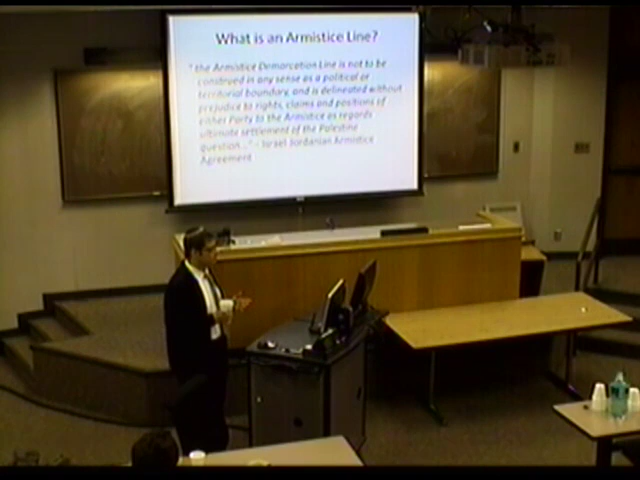 What is an Armistice Line?
" the Armistice Demarcation Line is not to be
construed in any sense as a political or
territorial boundary, and is delineated without
prejudice to rights, claims and positions of
either Party to the Armistice as regards
ultimate settlement of the Palestine
question..." – Israel Jordanian Armistice
Agreement